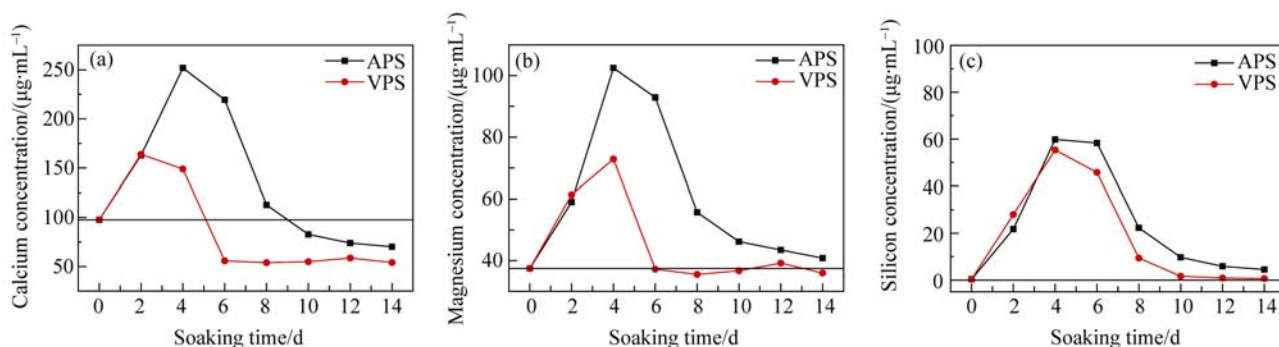 Calcium concentration/(μg·mL⁻¹)
(a)
APS
VPS
250
200
150
100
50
0 2 4 6 8 10 12 14
Soaking time/d
Magnesium concentration/(μg·mL⁻¹)
(b)
APS
VPS
100
80
60
40
0 2 4 6 8 10 12 14
Soaking time/d
Silicon concentration/(μg·mL⁻¹)
(c)
APS
VPS
100
80
60
40
20
0
0 2 4 6 8 10 12 14
Soaking time/d